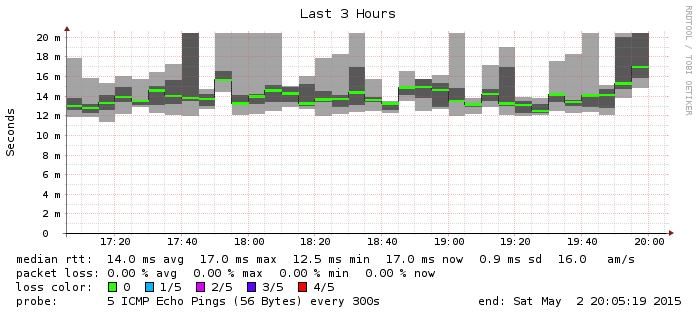 Last 3 Hours
RRDTOOL / TOBI OETIKER
Seconds
20 m
18 m
16 m
14 m
12 m
10 m
8 m
6 m
4 m
2 m
0
17:20 17:40 18:00 18:20 18:40 19:00 19:20 19:40 20:00
median rtt: 14.0 ms avg 17.0 ms max 12.5 ms min 17.0 ms now 0.9 ms sd 16.0 am/s
packet loss: 0.00 % avg 0.00 % max 0.00 % min 0.00 % now
loss color: 0 1/5 2/5 3/5 4/5
probe: 5 ICMP Echo Pings (56 Bytes) every 300s end: Sat May 2 20:05:19 2015